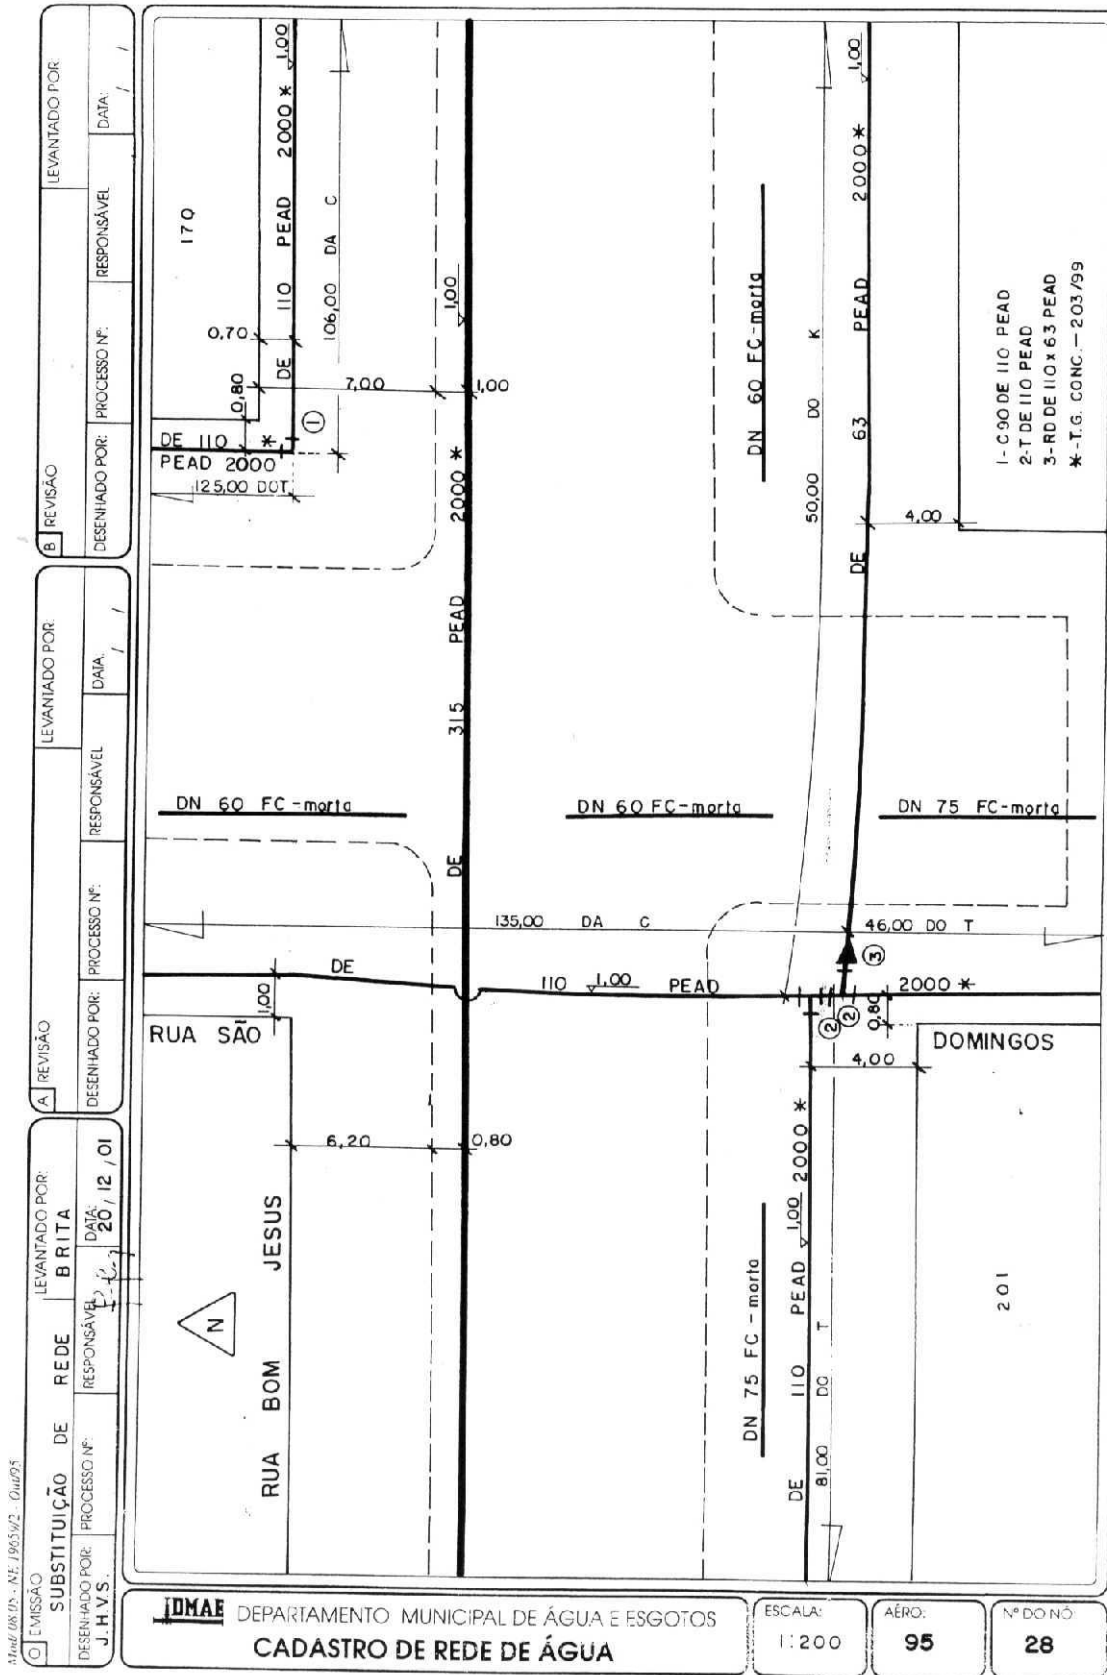 B REVISÃO
LEVANTADO POR:
DESENHADO POR:
PROCESSO Nº:
RESPONSÁVEL
DATA:
/ /
A REVISÃO
LEVANTADO POR:
DESENHADO POR:
PROCESSO Nº:
RESPONSÁVEL
DATA:
/ /
O EMISSÃO
LEVANTADO POR:
SUBSTITUIÇÃO DE REDE BRITA
DESENHADO POR:
J.H.V.S.
PROCESSO Nº:
RESPONSÁVEL
DATA:
20/12/01
17Q
DE 110 PEAD 2000 * 1,00
106,00 DA C
0,70
0,80
7,00
1,00
1,00
DE 110 *
PEAD 2000
125,00 DOT
1
DE 315 PEAD 2000 *
DN 60 FC-morta
50,00 DO K
DE 63 PEAD 2000 * 1,00
4,00
1-C90 DE 110 PEAD
2-T DE 110 PEAD
3-RD DE 110 x 63 PEAD
*-T.G. CONC.-203/99
DN 60 FC-morta
DN 60 FC-morta
DN 75 FC-morta
135,00 DA C
46,00 DO T
DE 110 1,00 PEAD 2000 *
3
2
2
1,00
0,80
RUA SÃO DOMINGOS
4,00
6,20
0,80
RUA BOM JESUS
N
DN 75 FC-morta
DE 110 PEAD 1,00 2000 *
81,00 DO T
201
DMAE DEPARTAMENTO MUNICIPAL DE ÁGUA E ESGOTOS
CADASTRO DE REDE DE ÁGUA
ESCALA:
1:200
AÉRO:
95
Nº DO NÓ
28